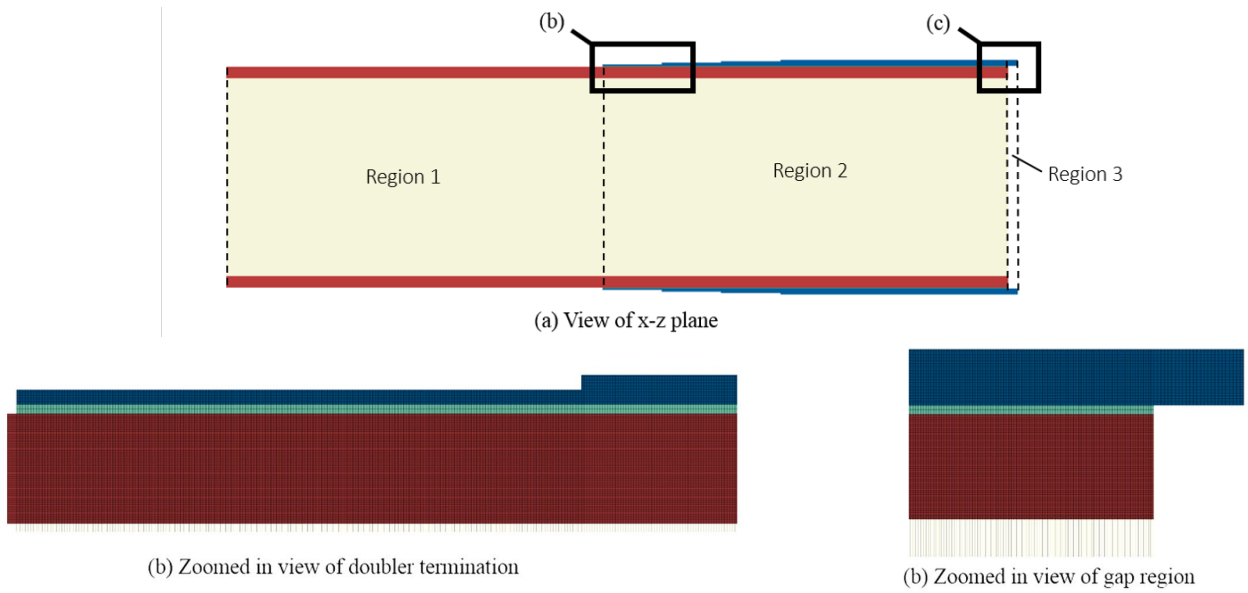 (b)
(c)
Region 1
Region 2
Region 3
(a) View of x-z plane
(b) Zoomed in view of doubler termination
(b) Zoomed in view of gap region